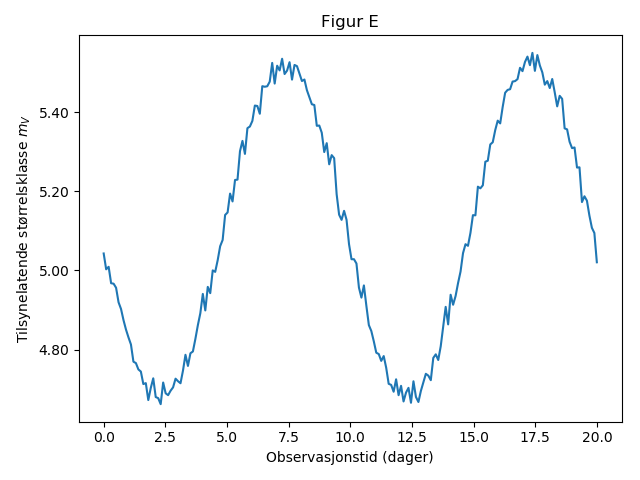 Figur E
Tilsynelatende størrelsklasse $m_V$
5.40
5.20
5.00
4.80
0.0 2.5 5.0 7.5 10.0 12.5 15.0 17.5 20.0
Observasjonstid (dager)